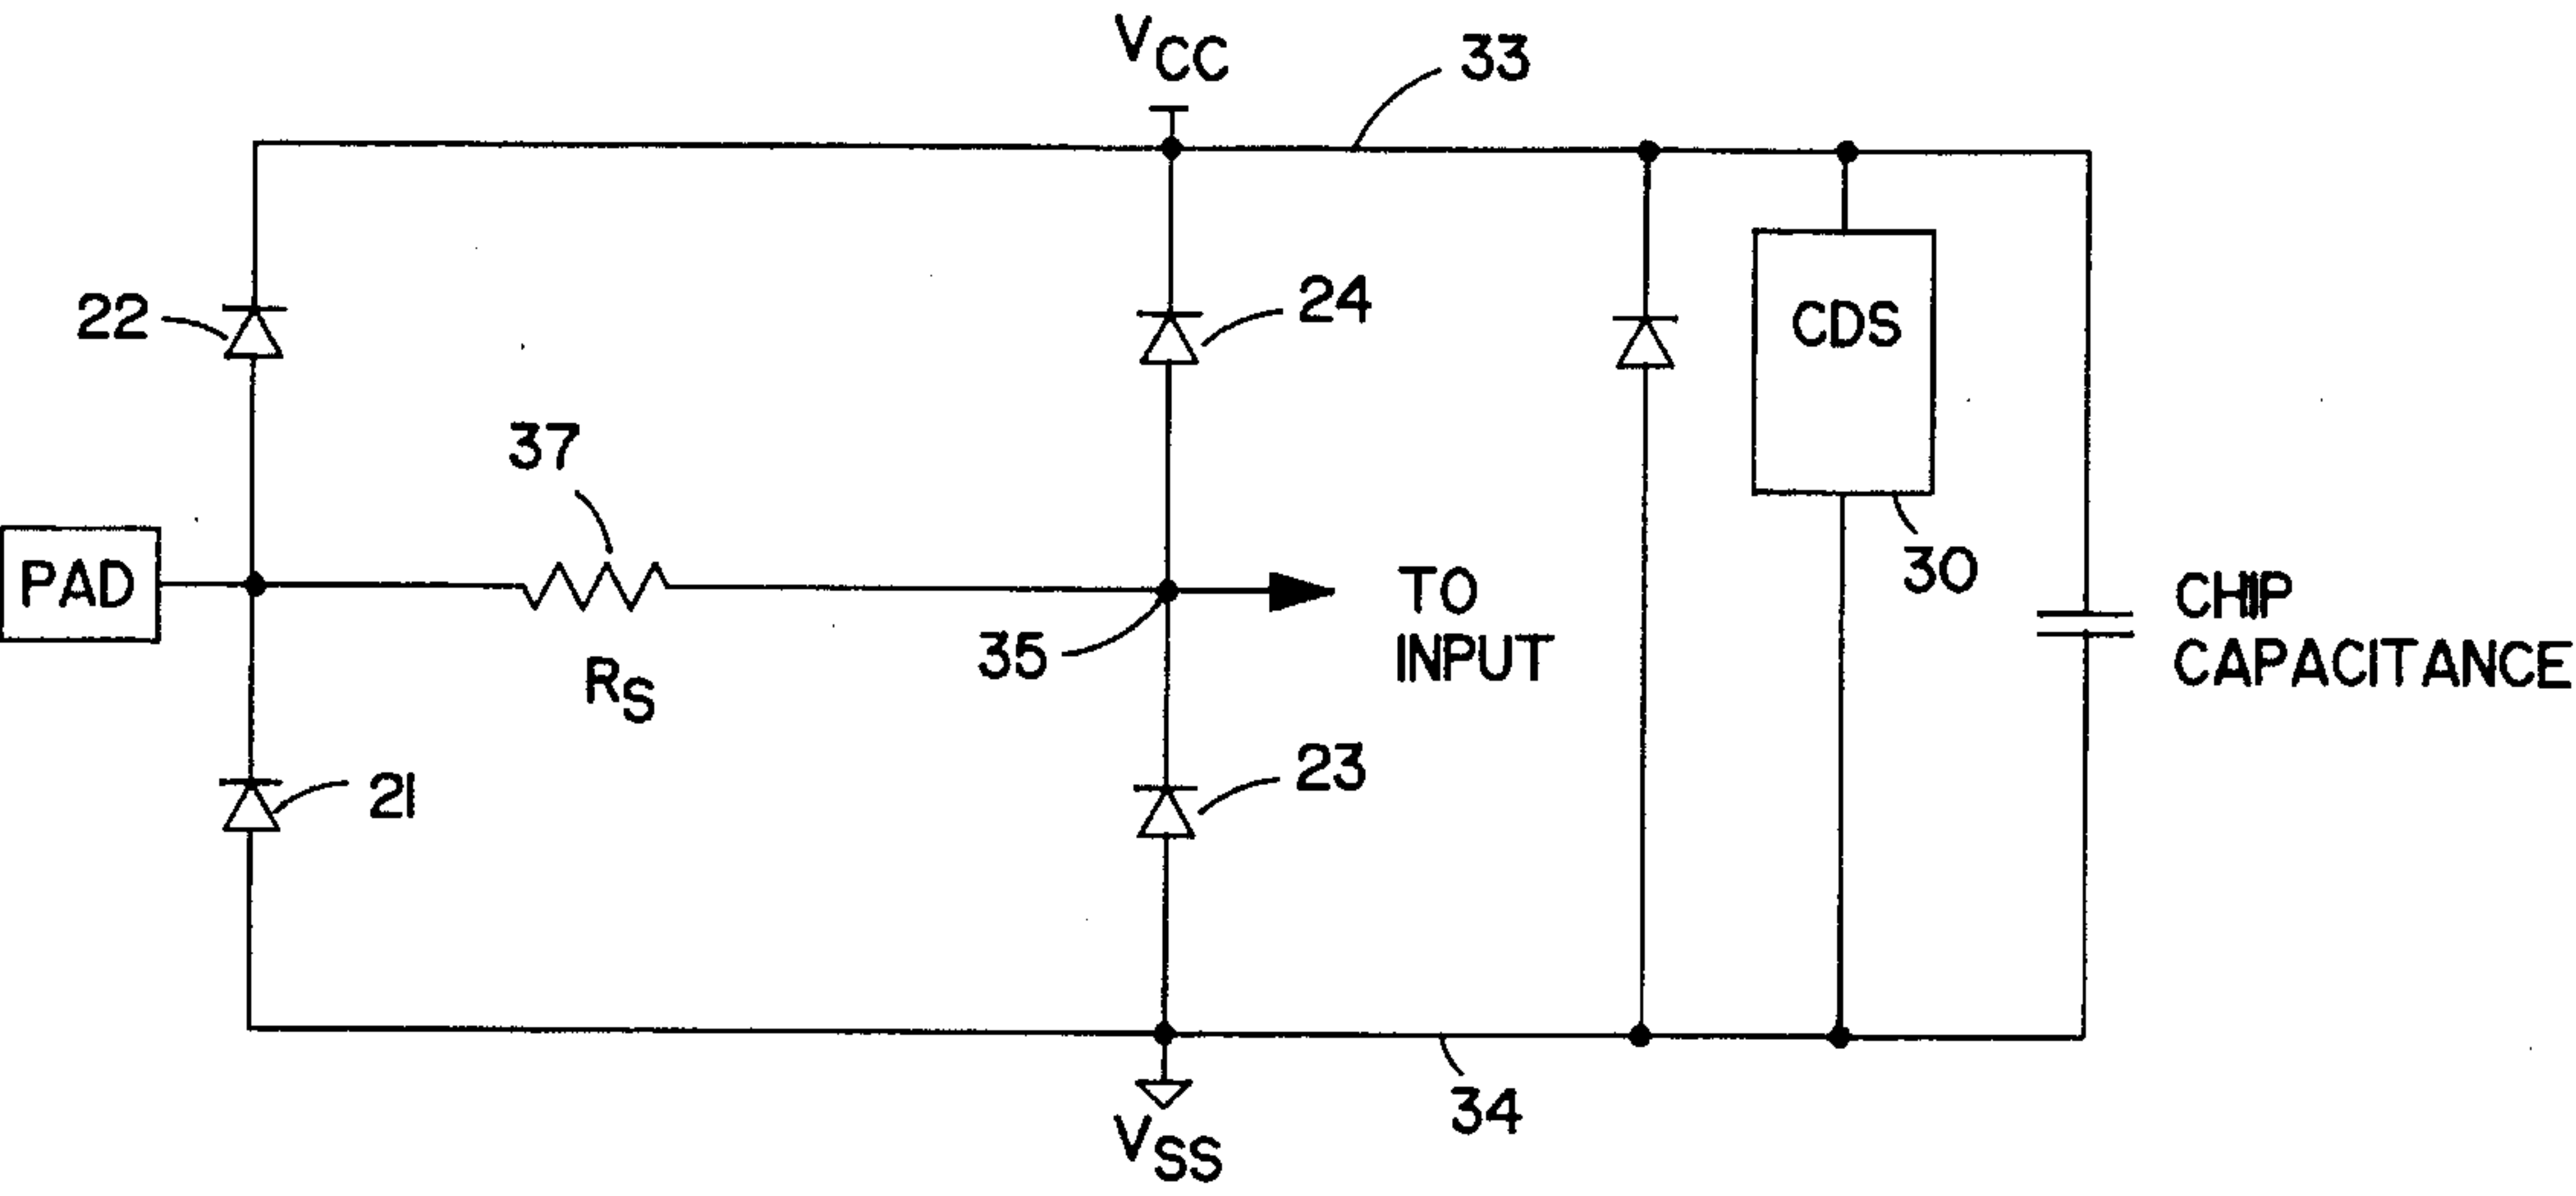 VCC
33
22
24
CDS
37
PAD
30
TO
INPUT
CHIP
CAPACITANCE
35
RS
21
23
34
VSS